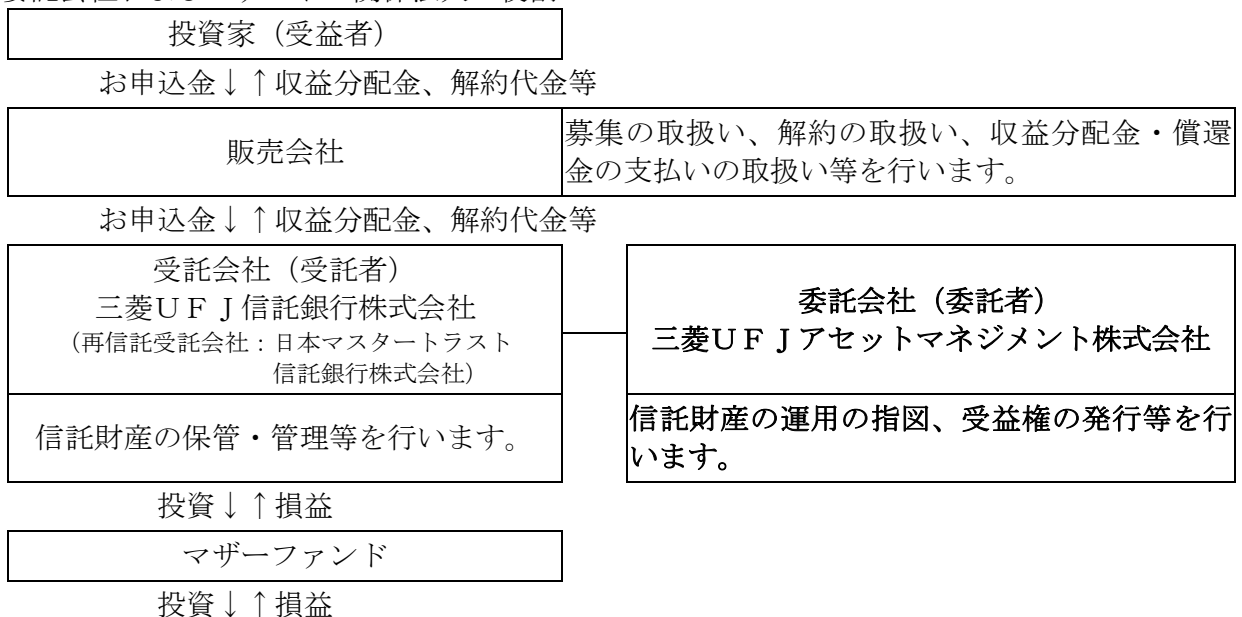 投資家(受益者)
お申込金↓↑収益分配金、解約代金等
販売会社
募集の取扱い、解約の取扱い、収益分配金・償還
金の支払いの取扱い等を行います。
お申込金↓↑収益分配金、解約代金等
受託会社(受託者)
三菱UFJ信託銀行株式会社
(再信託受託会社:日本マスタートラスト
信託銀行株式会社)
委託会社(委託者)
三菱UFJアセットマネジメント株式会社
信託財産の保管・管理等を行います。
信託財産の運用の指図、受益権の発行等を行
います。
投資↓↑損益
マザーファンド
投資↓↑損益